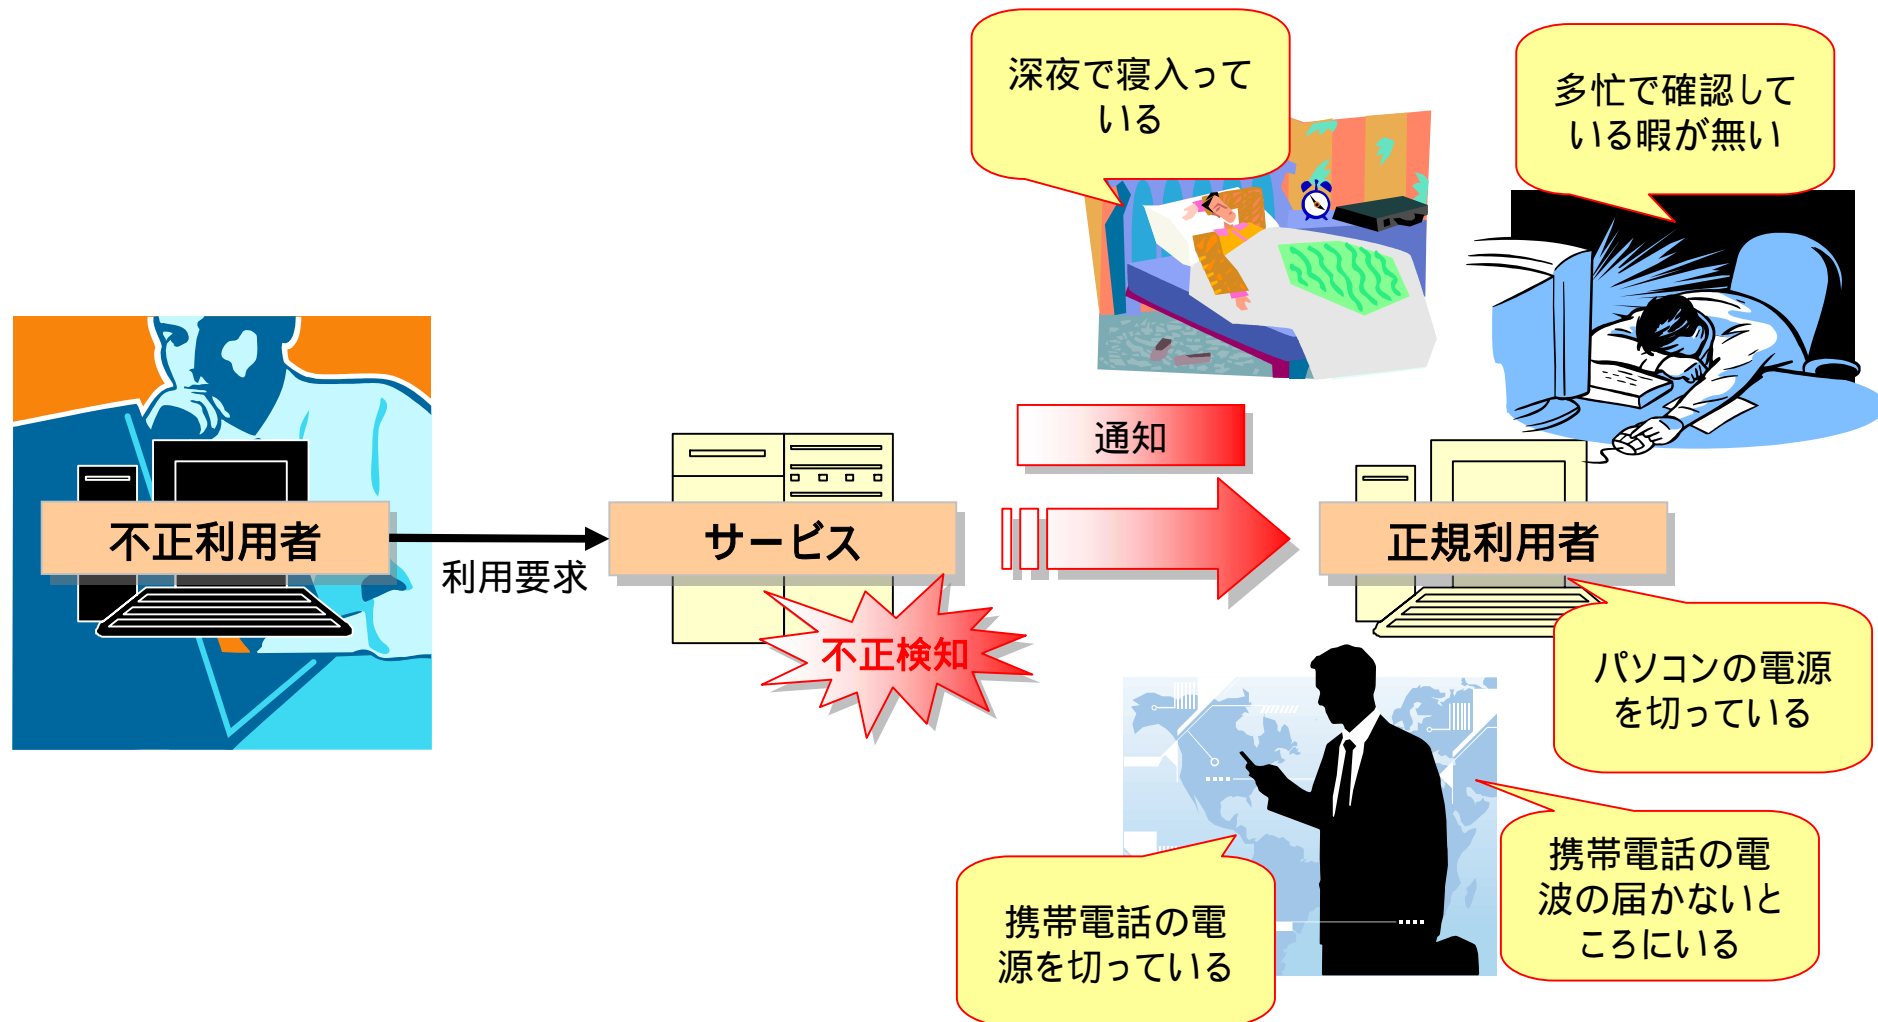 深夜で寝入って
いる
多忙で確認して
いる暇が無い
通知
不正利用者
利用要求
サービス
正規利用者
不正検知
パソコンの電源
を切っている
携帯電話の電
源を切っている
携帯電話の電
波の届かないと
ころにいる